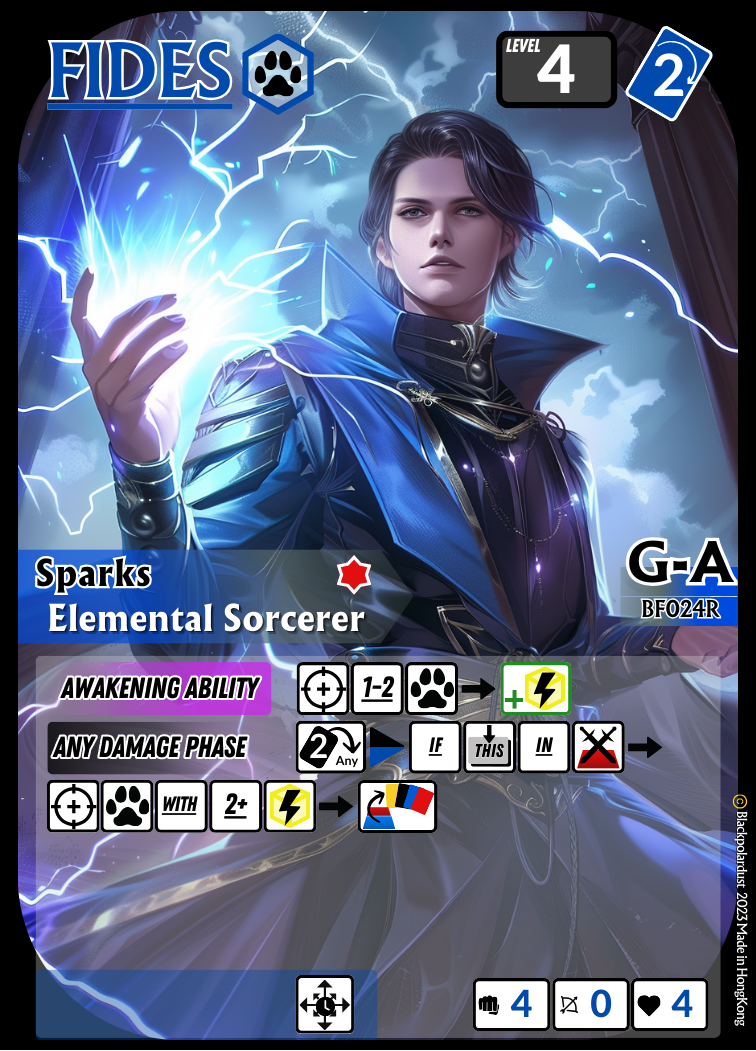 FIDES
LEVEL 4
2
Sparks
Elemental Sorcerer
G-A
BF024R
AWAKENING ABILITY 1-2 +
ANY DAMAGE PHASE 2 Any IF THIS IN
WITH 2+
4 0 4
© Blackpolardust 2023 Made in HongKong